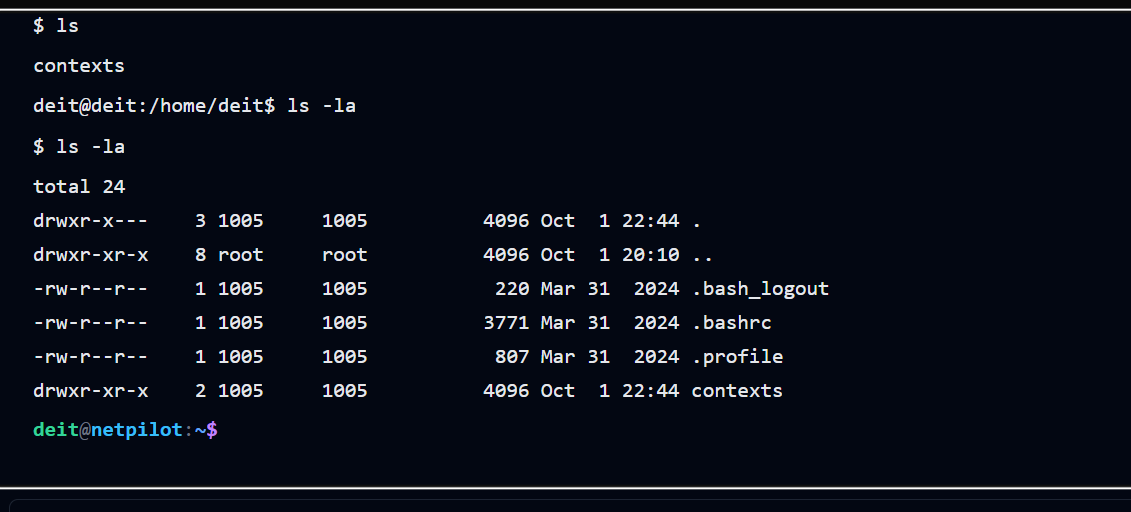 $ ls
contexts
deit@deit:/home/deit$ ls -la
$ ls -la
total 24
drwxr-x---    3 1005     1005          4096 Oct  1 22:44 .
drwxr-xr-x    8 root     root          4096 Oct  1 20:10 ..
-rw-r--r--    1 1005     1005           220 Mar 31  2024 .bash_logout
-rw-r--r--    1 1005     1005          3771 Mar 31  2024 .bashrc
-rw-r--r--    1 1005     1005           807 Mar 31  2024 .profile
drwxr-xr-x    2 1005     1005          4096 Oct  1 22:44 contexts
deit@netpilot:~$